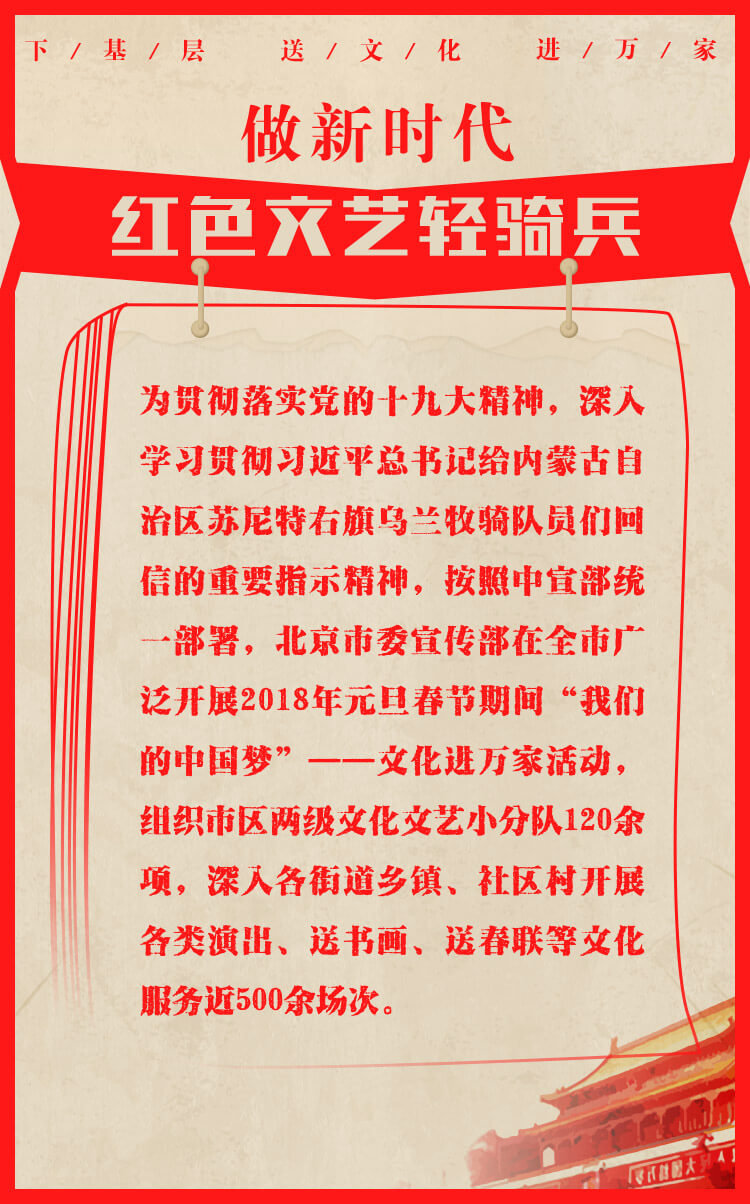 下/基/层 送/文/化 进/万/家
做新时代
红色文艺轻骑兵
为贯彻落实党的十九大精神，深入
学习贯彻习近平总书记给内蒙古自
治区苏尼特右旗乌兰牧骑队员们回
信的重要指示精神，按照中宣部统
一部署，北京市委宣传部在全市广
泛开展2018年元旦春节期间“我们
的中国梦”——文化进万家活动，
组织市区两级文化文艺小分队120余
项，深入各街道乡镇、社区村开展
各类演出、送书画、送春联等文化
服务近500余场次。